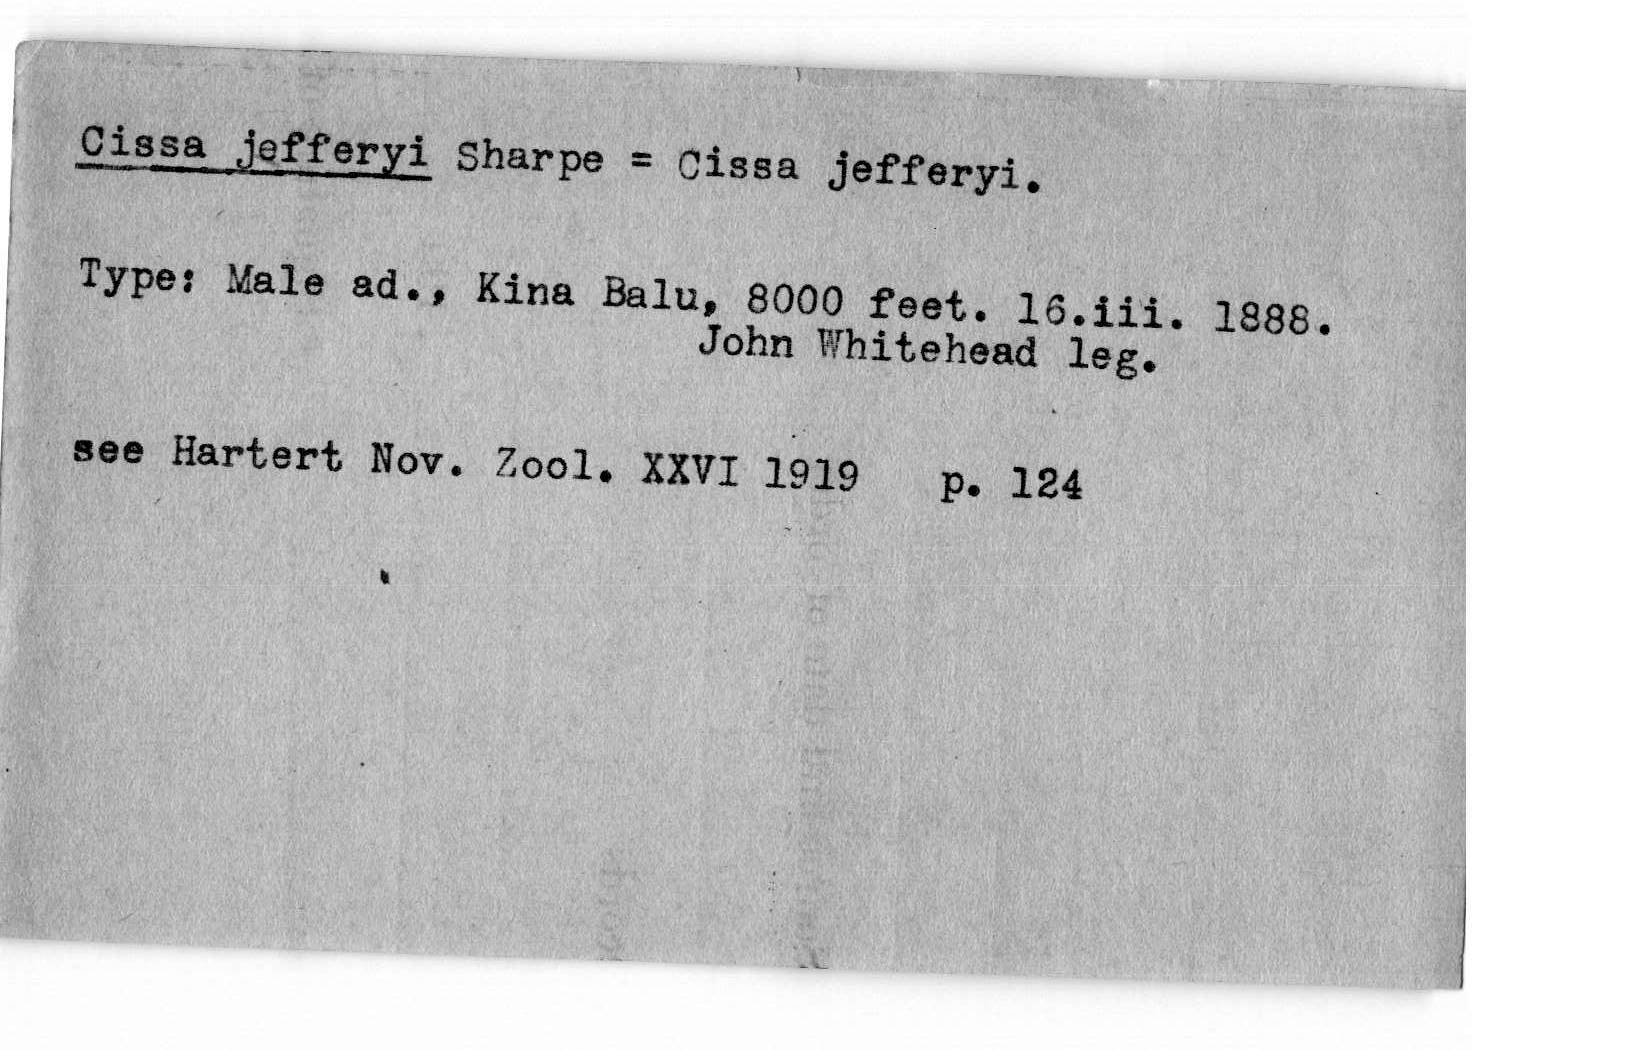 Cissa jefferyi Sharpe = Cissa jefferyi.
Type: Male ad., Kina Balu, 8000 feet. 16.iii. 1888.
John Whitehead leg.
see Hartert Nov. Zool. XXVI 1919 p. 124